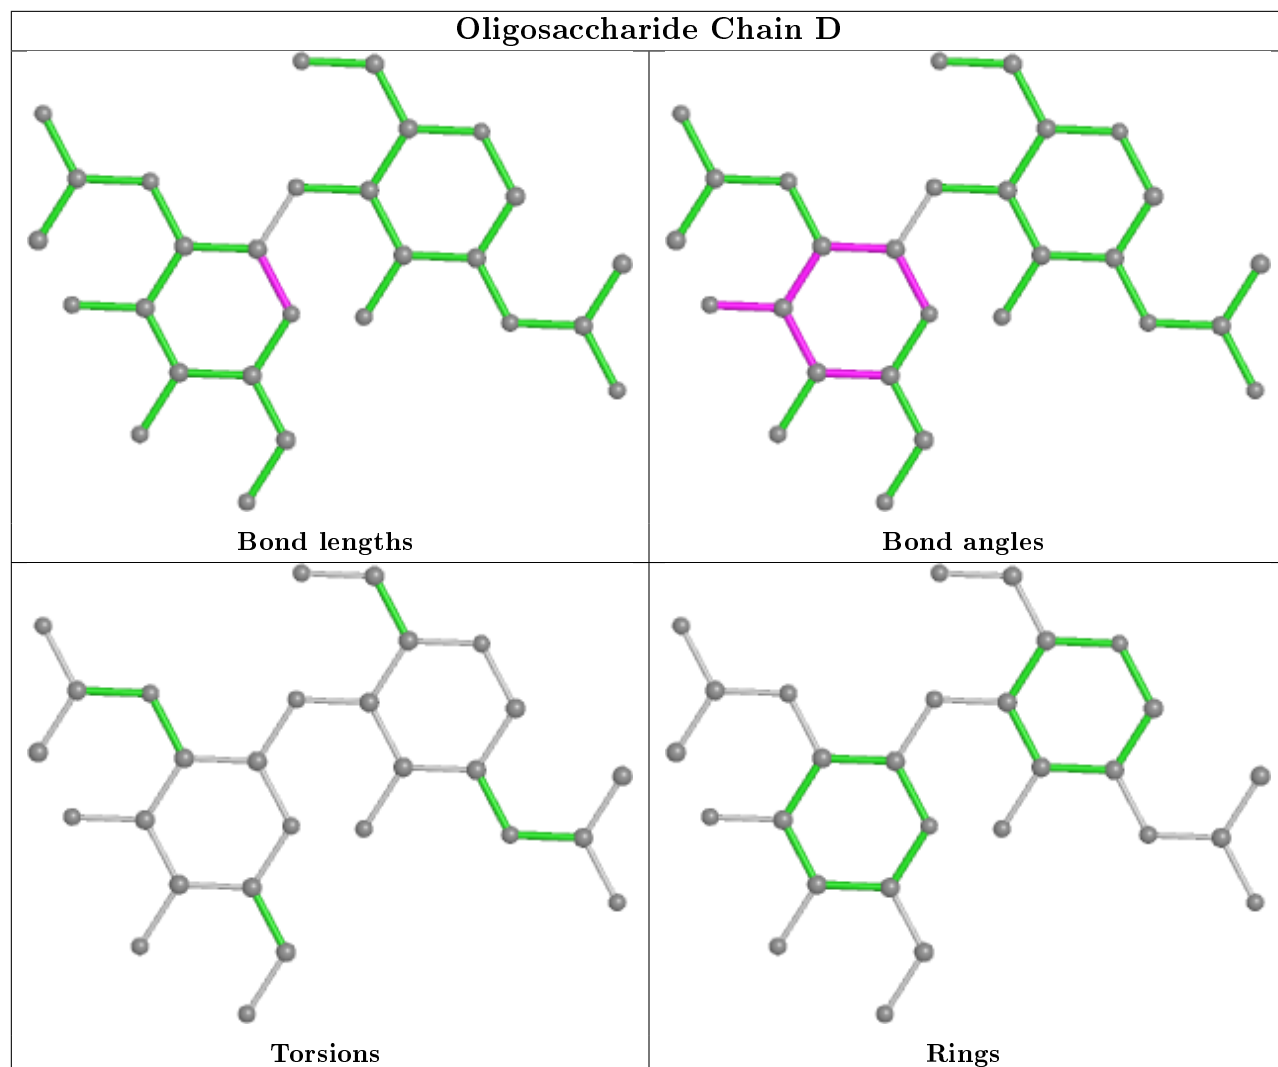 Oligosaccharide Chain D
Bond lengths
Bond angles
Torsions
Rings